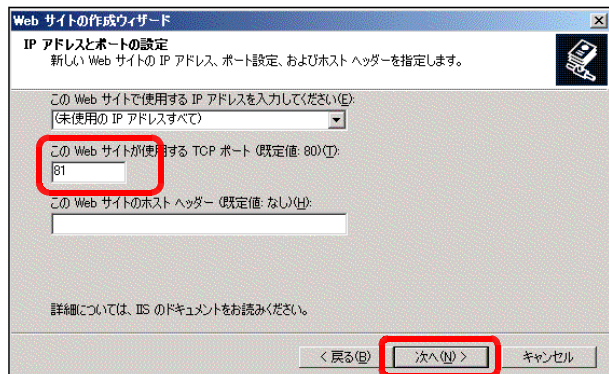 Web サイトの作成ウィザード
IP アドレスとポートの設定
新しい Web サイトの IP アドレス、ポート設定、およびホスト ヘッダーを指定します。
この Web サイトで使用する IP アドレスを入力してください(E):
(未使用の IP アドレスすべて)
この Web サイトが使用する TCP ポート (既定値: 80)(T):
81
この Web サイトのホスト ヘッダー (既定値: なし)(H):
詳細については、IIS のドキュメントをお読みください。
< 戻る(B) 次へ(N) > キャンセル